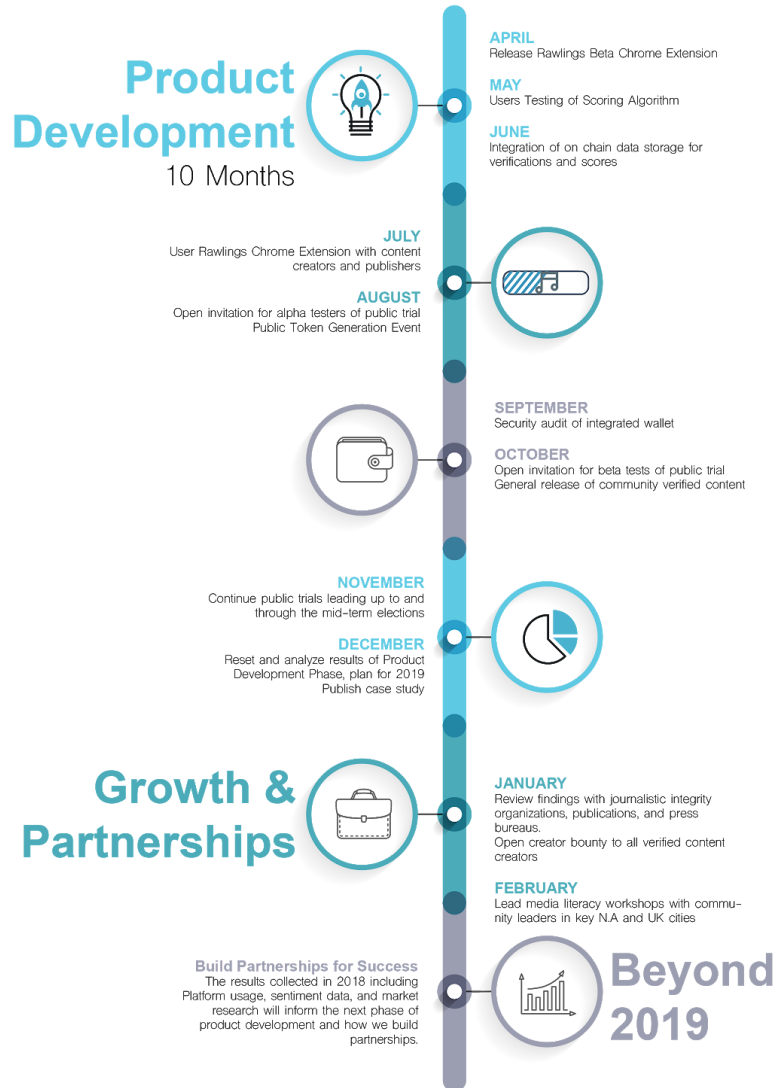 Product
Development
10 Months
APRIL
Release Rawlings Beta Chrome Extension
MAY
Users Testing of Scoring Algorithm
JUNE
Integration of on chain data storage for
verifications and scores
JULY
User Rawlings Chrome Extension with content
creators and publishers
AUGUST
Open invitation for alpha testers of public trial
Public Token Generation Event
SEPTEMBER
Security audit of integrated wallet
OCTOBER
Open invitation for beta tests of public trial
General release of community verified content
NOVEMBER
Continue public trials leading up to and
through the mid-term elections
DECEMBER
Reset and analyze results of Product
Development Phase, plan for 2019
Publish case study
Growth &
Partnerships
JANUARY
Review findings with journalistic integrity
organizations, publications, and press
bureaus.
Open creator bounty to all verified content
creators
FEBRUARY
Lead media literacy workshops with commu-
nity leaders in key N.A and UK cities
Build Partnerships for Success
The results collected in 2018 including
Platform usage, sentiment data, and market
research will inform the next phase of
product development and how we build
partnerships.
Beyond
2019